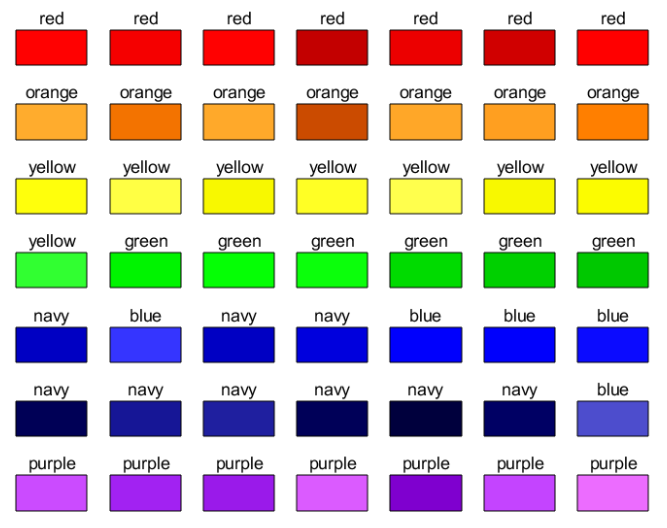 red red red red red red red
orange orange orange orange orange orange orange
yellow yellow yellow yellow yellow yellow yellow
yellow green green green green green green
navy blue navy navy blue blue blue
navy navy navy navy navy navy blue
purple purple purple purple purple purple purple